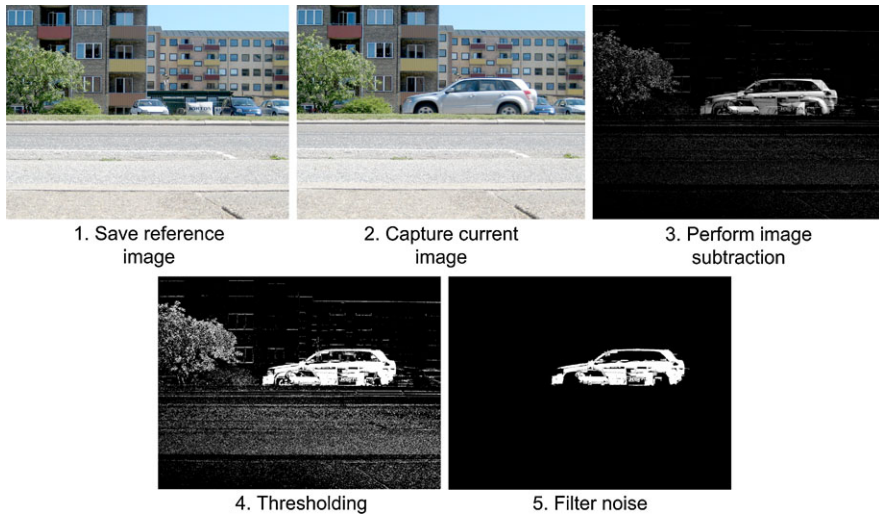 1. Save reference
image
2. Capture current
image
3. Perform image
subtraction
4. Thresholding
5. Filter noise